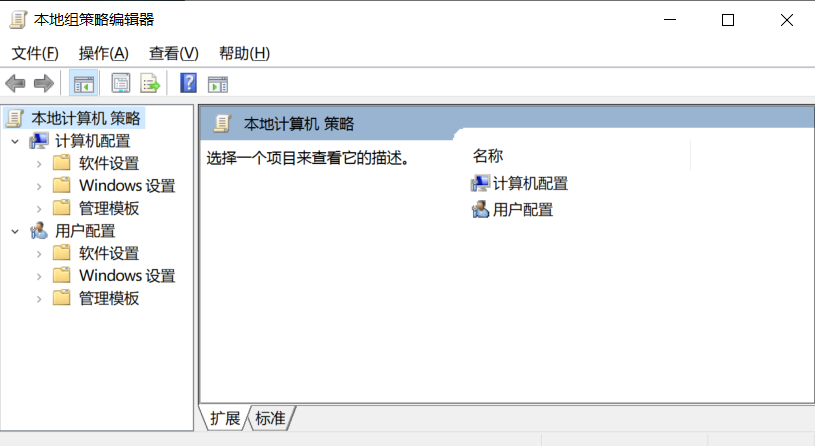 本地组策略编辑器
文件(F) 操作(A) 查看(V) 帮助(H)
本地计算机 策略
计算机配置
软件设置
Windows 设置
管理模板
用户配置
软件设置
Windows 设置
管理模板
本地计算机 策略
选择一个项目来查看它的描述。
名称
计算机配置
用户配置
扩展 标准